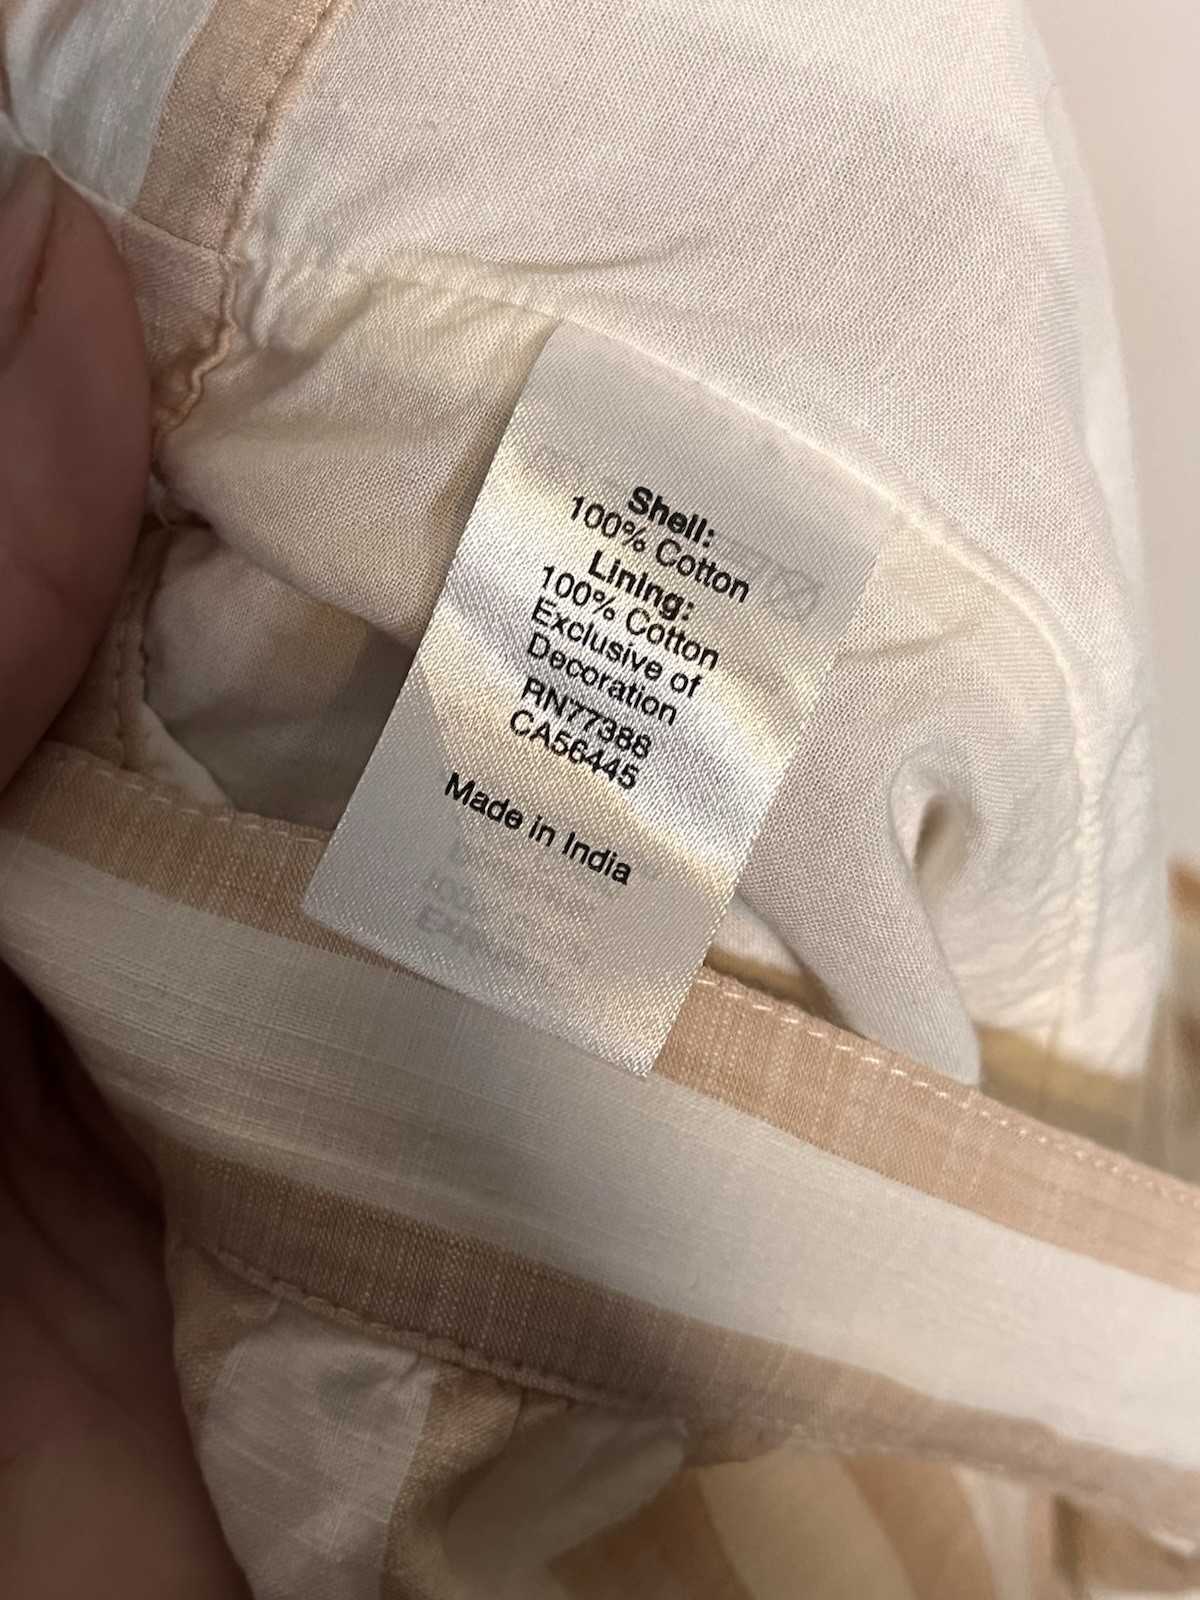 Shell:
100% Cotton
Lining:
100% Cotton
Exclusive of
Decoration
RN77388
CA56445
Made in India